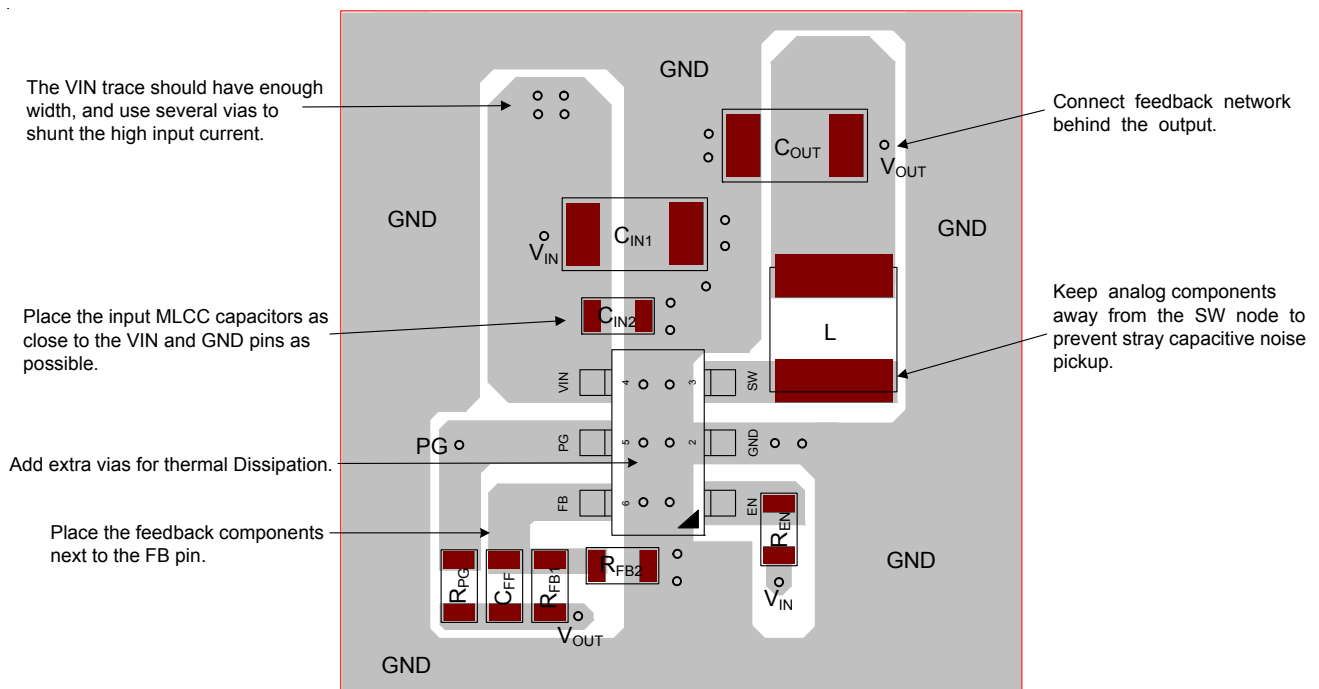 GND
The VIN trace should have enough
width, and use several vias to
shunt the high input current.
Connect feedback network
behind the output.
COUT
VOUT
GND
CIN1
VIN
GND
Place the input MLCC capacitors as
close to the VIN and GND pins as
possible.
CIN2
Keep analog components
away from the SW node to
prevent stray capacitive noise
pickup.
L
VIN
4
3
SW
PG
PG
5
2
GND
Add extra vias for thermal Dissipation.
FB
6
EN
Place the feedback components
next to the FB pin.
REN
GND
RPG
CFF
RFB1
RFB2
VIN
VOUT
GND